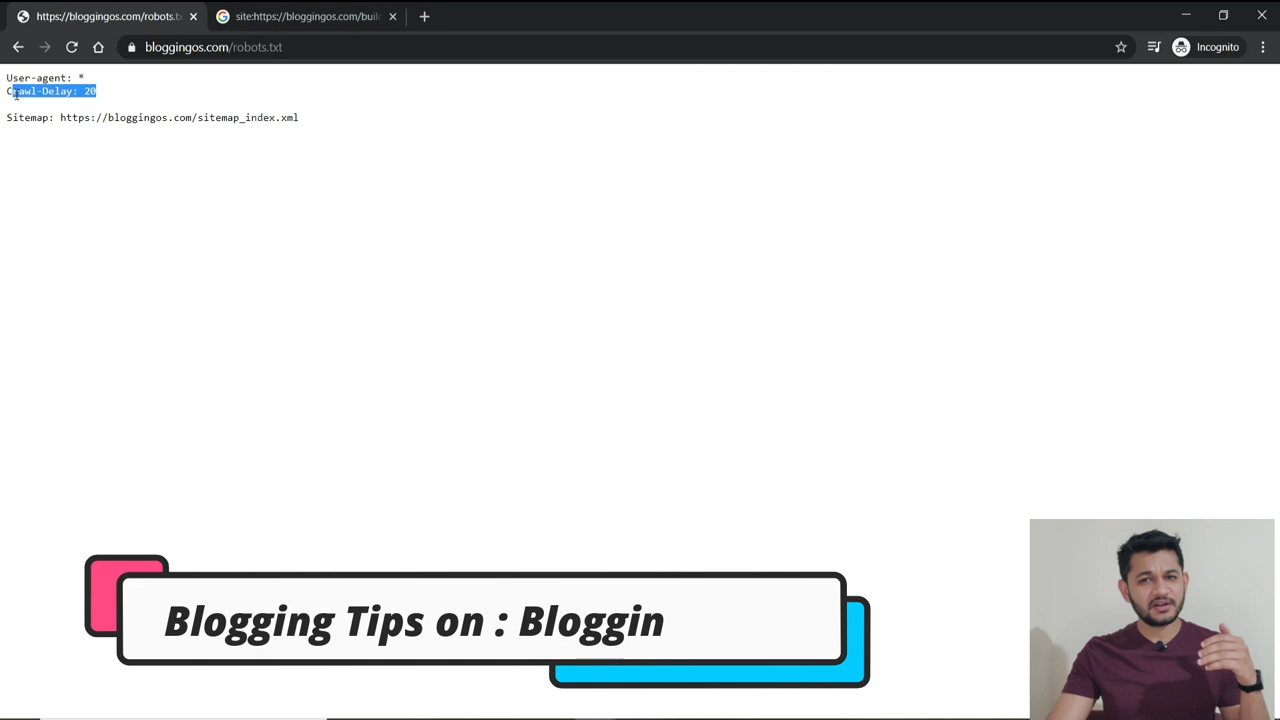 https://bloggingos.com/robots.tx
site:https://bloggingos.com/buil
bloggingos.com/robots.txt
Incognito
User-agent: *
Crawl-Delay: 20
Sitemap: https://bloggingos.com/sitemap_index.xml
Blogging Tips on : Bloggin